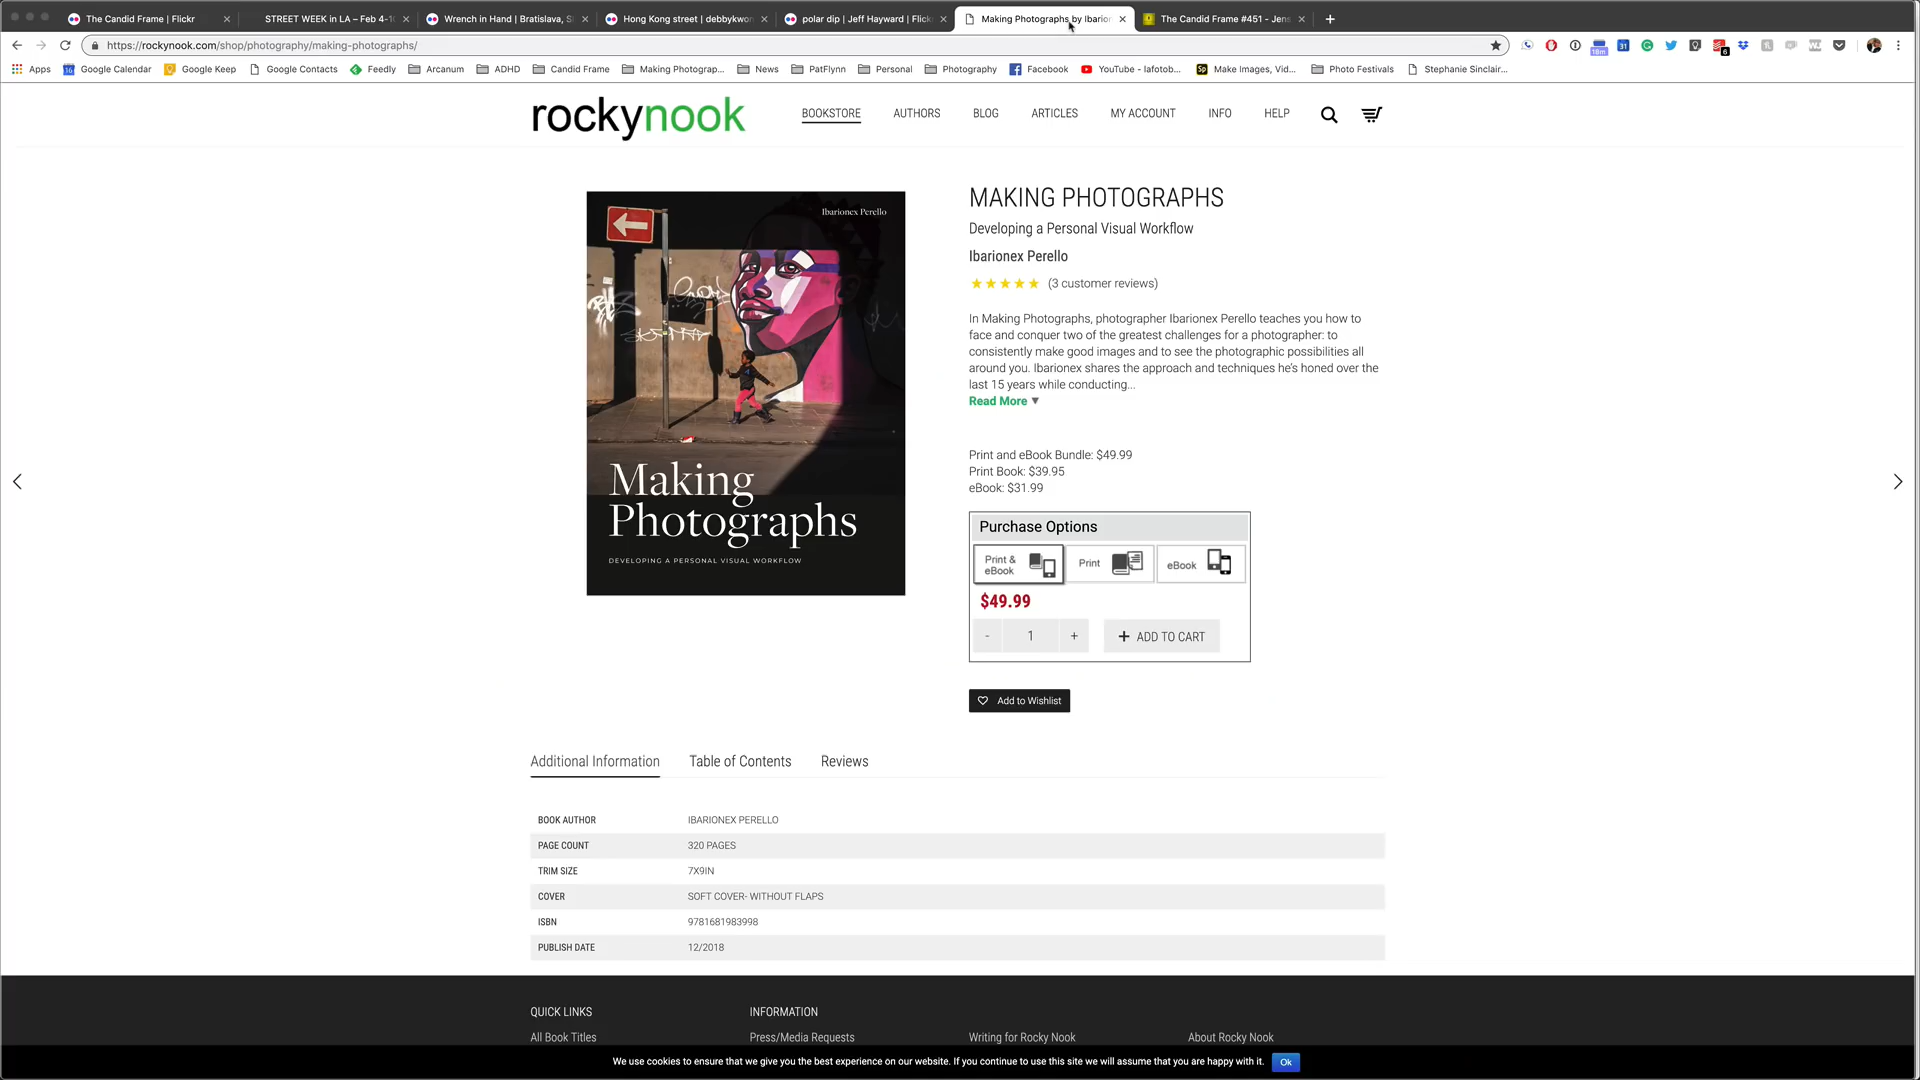 The Candid Frame | Flickr
STREET WEEK in LA – Feb 4-1
Wrench in Hand | Bratislava, S
Hong Kong street | debbykwon
polar dip | Jeff Hayward | Flick
Making Photographs by Ibarion
The Candid Frame #451 - Jens
https://rockynook.com/shop/photography/making-photographs/
Apps
Google Calendar
Google Keep
Google Contacts
Feedly
Arcanum
ADHD
Candid Frame
Making Photograp...
News
PatFlynn
Personal
Photography
Facebook
YouTube - lafotob...
Make Images, Vid...
Photo Festivals
Stephanie Sinclair...
rockynook
BOOKSTORE
AUTHORS
BLOG
ARTICLES
MY ACCOUNT
INFO
HELP
Ibarionex Perello
Making
Photographs
DEVELOPING A PERSONAL VISUAL WORKFLOW
MAKING PHOTOGRAPHS
Developing a Personal Visual Workflow
Ibarionex Perello
(3 customer reviews)
In Making Photographs, photographer Ibarionex Perello teaches you how to
face and conquer two of the greatest challenges for a photographer: to
consistently make good images and to see the photographic possibilities all
around you. Ibarionex shares the approach and techniques he's honed over the
last 15 years while conducting...
Read More ▼
Print and eBook Bundle: $49.99
Print Book: $39.95
eBook: $31.99
Purchase Options
Print &
eBook
Print
eBook
$49.99
- 1 +
+ ADD TO CART
Add to Wishlist
Additional Information
Table of Contents
Reviews
BOOK AUTHOR IBARIONEX PERELLO
PAGE COUNT 320 PAGES
TRIM SIZE 7X9IN
COVER SOFT COVER- WITHOUT FLAPS
ISBN 9781681983998
PUBLISH DATE 12/2018
QUICK LINKS
INFORMATION
All Book Titles
Press/Media Requests
Writing for Rocky Nook
About Rocky Nook
We use cookies to ensure that we give you the best experience on our website. If you continue to use this site we will assume that you are happy with it.
Ok